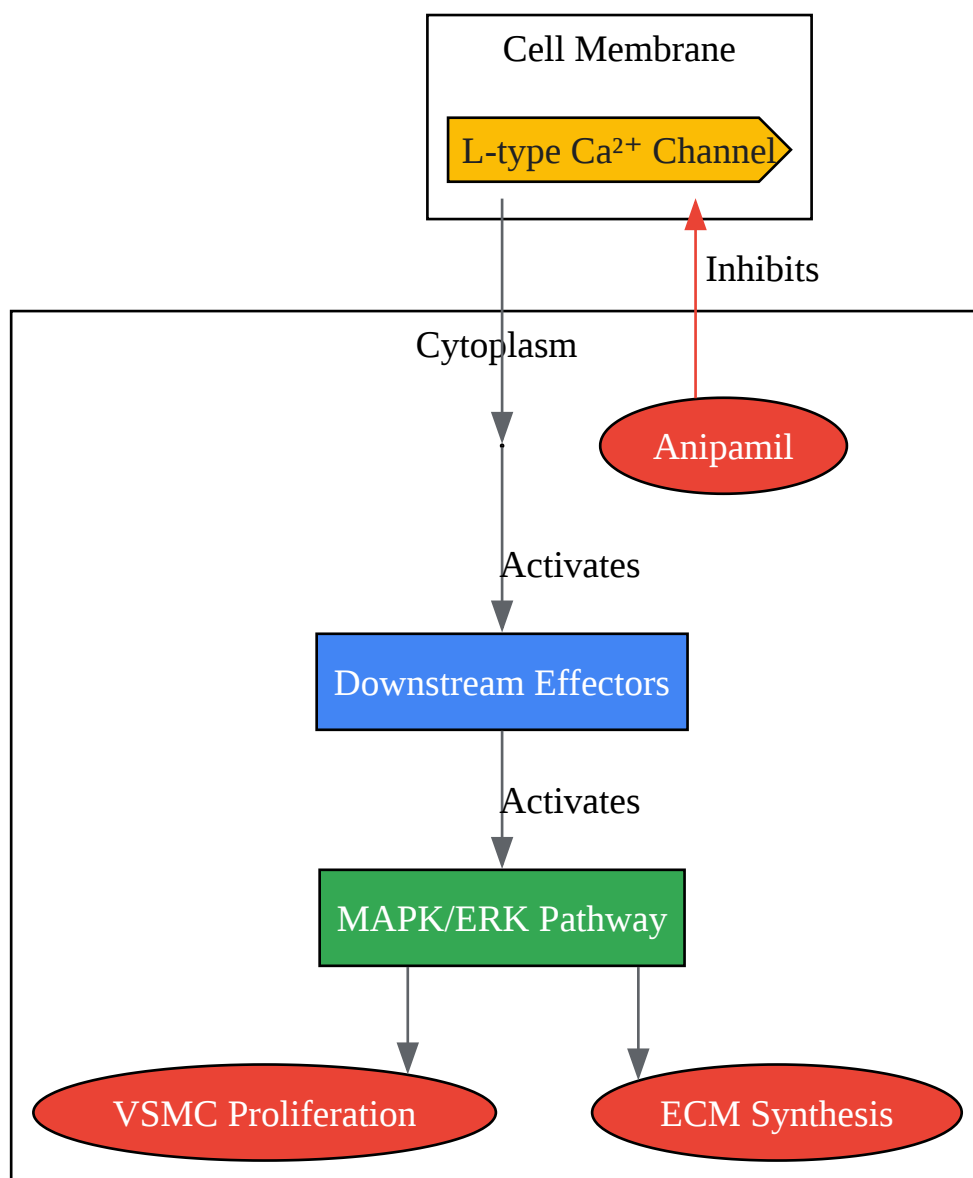 Cell Membrane
L-type Ca²⁺ Channel
Inhibits
Cytoplasm
Anipamil
Activates
Downstream Effectors
Activates
MAPK/ERK Pathway
VSMC Proliferation
ECM Synthesis